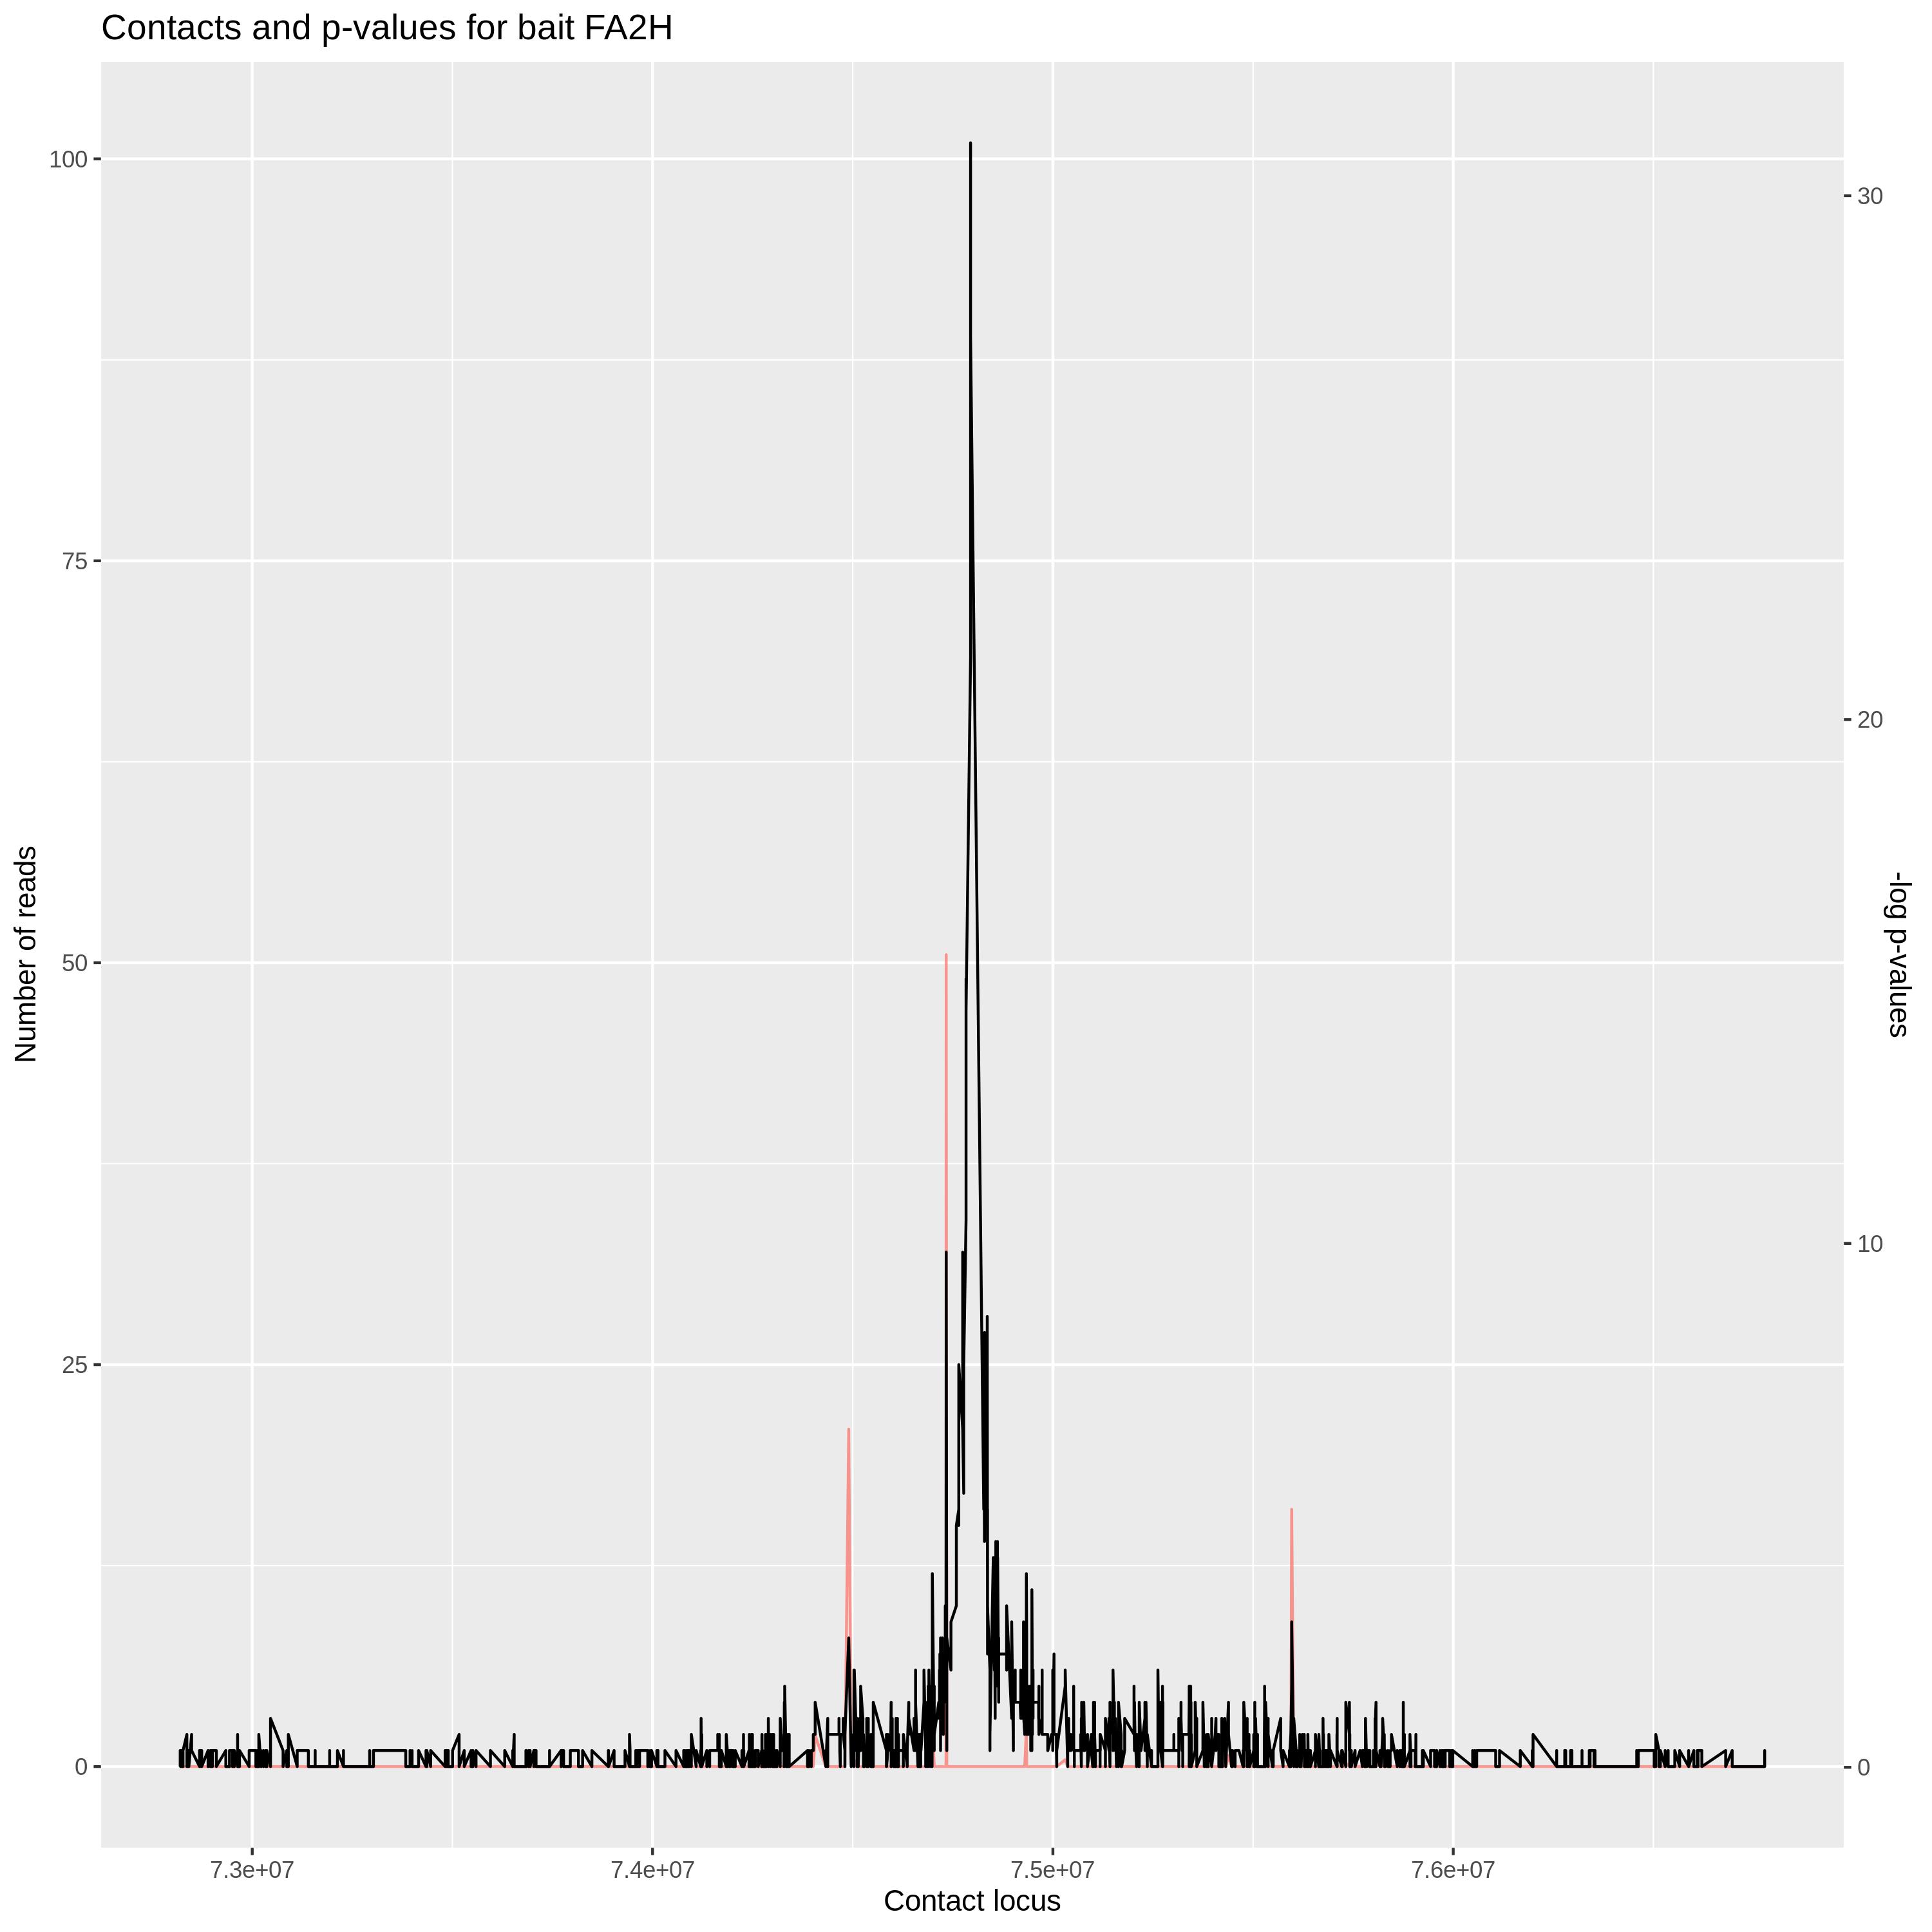 Contacts and p-values for bait FA2H
100
75
50
25
0
30
20
10
0
Number of reads
-log p-values
7.3e+07 7.4e+07 7.5e+07 7.6e+07
Contact locus